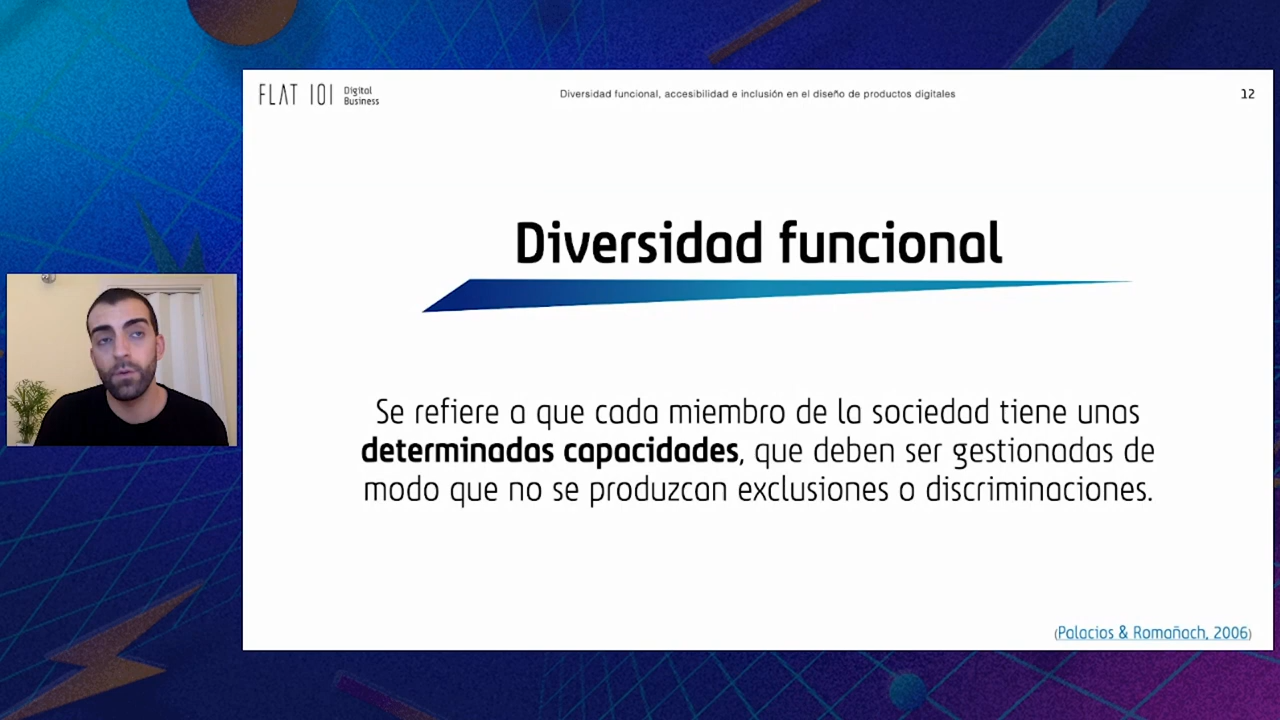 FLAT 101 Digital Business
Diversidad funcional, accesibilidad e inclusión en el diseño de productos digitales
12
Diversidad funcional
Se refiere a que cada miembro de la sociedad tiene unas
determinadas capacidades, que deben ser gestionadas de
modo que no se produzcan exclusiones o discriminaciones.
(Palacios & Romañach, 2006)